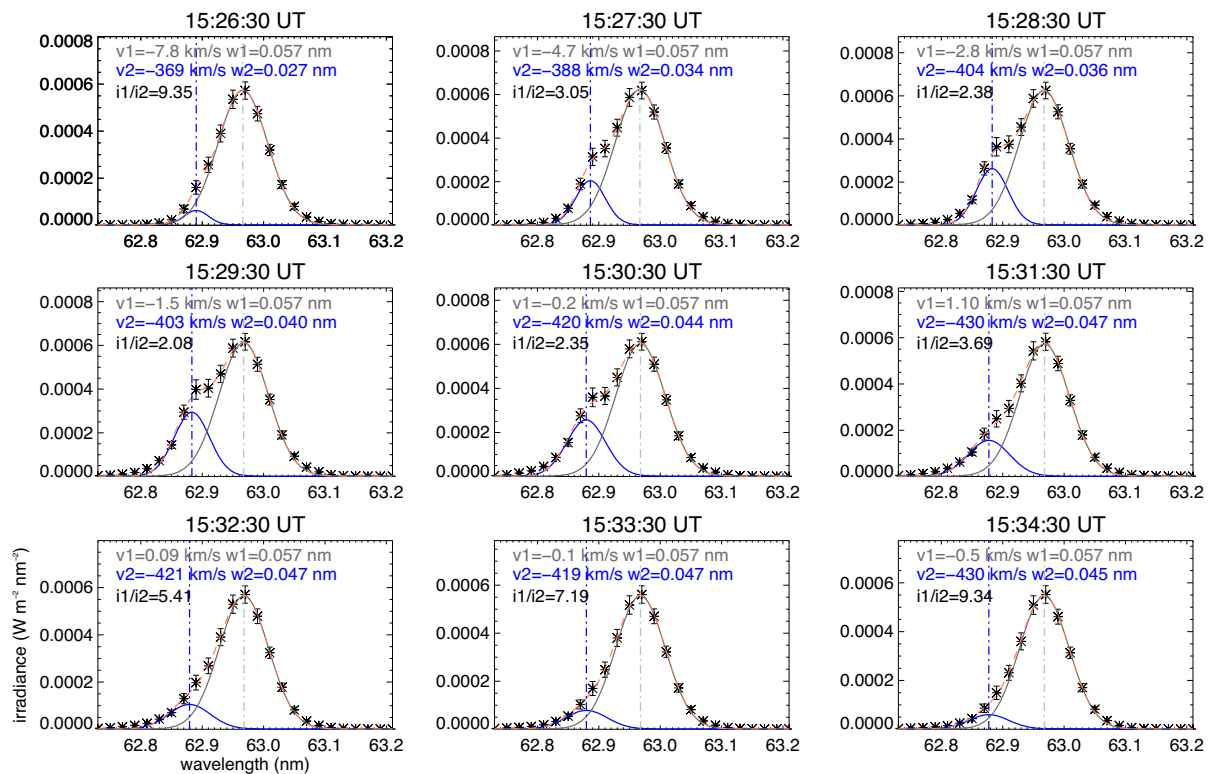 15:26:30 UT
v1=−7.8 km/s w1=0.057 nm
v2=−369 km/s w2=0.027 nm
i1/i2=9.35
0.0008
0.0006
0.0004
0.0002
0.0000
62.8 62.9 63.0 63.1 63.2
15:27:30 UT
v1=−4.7 km/s w1=0.057 nm
v2=−388 km/s w2=0.034 nm
i1/i2=3.05
0.0008
0.0006
0.0004
0.0002
0.0000
62.8 62.9 63.0 63.1 63.2
15:28:30 UT
v1=−2.8 km/s w1=0.057 nm
v2=−404 km/s w2=0.036 nm
i1/i2=2.38
0.0008
0.0006
0.0004
0.0002
0.0000
62.8 62.9 63.0 63.1 63.2
15:29:30 UT
v1=−1.5 km/s w1=0.057 nm
v2=−403 km/s w2=0.040 nm
i1/i2=2.08
0.0008
0.0006
0.0004
0.0002
0.0000
62.8 62.9 63.0 63.1 63.2
15:30:30 UT
v1=−0.2 km/s w1=0.057 nm
v2=−420 km/s w2=0.044 nm
i1/i2=2.35
0.0008
0.0006
0.0004
0.0002
0.0000
62.8 62.9 63.0 63.1 63.2
15:31:30 UT
v1=1.10 km/s w1=0.057 nm
v2=−430 km/s w2=0.047 nm
i1/i2=3.69
0.0008
0.0006
0.0004
0.0002
0.0000
62.8 62.9 63.0 63.1 63.2
15:32:30 UT
v1=0.09 km/s w1=0.057 nm
v2=−421 km/s w2=0.047 nm
i1/i2=5.41
0.0006
0.0004
0.0002
0.0000
62.8 62.9 63.0 63.1 63.2
wavelength (nm)
irradiance (W m⁻² nm⁻²)
15:33:30 UT
v1=−0.1 km/s w1=0.057 nm
v2=−419 km/s w2=0.047 nm
i1/i2=7.19
0.0006
0.0004
0.0002
0.0000
62.8 62.9 63.0 63.1 63.2
15:34:30 UT
v1=−0.5 km/s w1=0.057 nm
v2=−430 km/s w2=0.045 nm
i1/i2=9.34
0.0006
0.0004
0.0002
0.0000
62.8 62.9 63.0 63.1 63.2